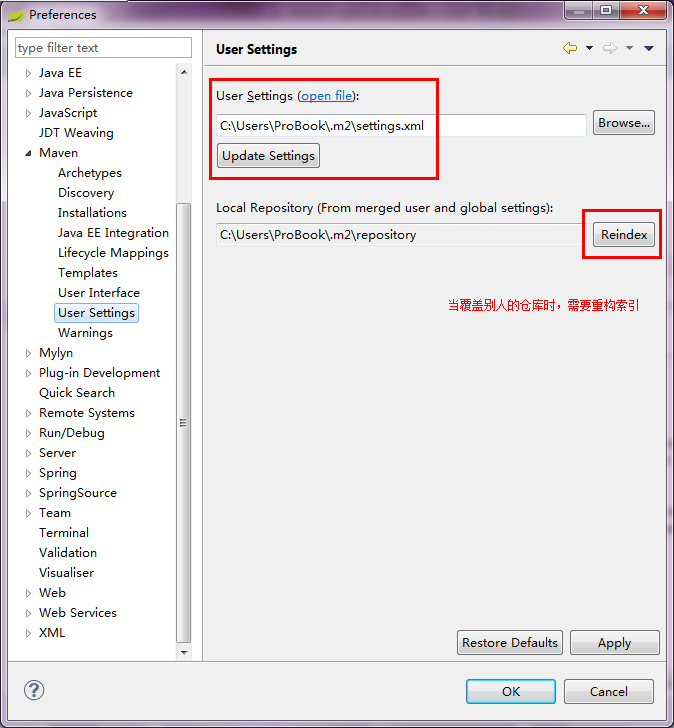 Preferences
type filter text
Java EE
Java Persistence
JavaScript
JDT Weaving
Maven
Archetypes
Discovery
Installations
Java EE Integration
Lifecycle Mappings
Templates
User Interface
User Settings
Warnings
Mylyn
Plug-in Development
Quick Search
Remote Systems
Run/Debug
Server
Spring
SpringSource
Team
Terminal
Validation
Visualiser
Web
Web Services
XML
User Settings
User Settings (open file):
C:\Users\ProBook\.m2\settings.xml
Browse...
Update Settings
Local Repository (From merged user and global settings):
C:\Users\ProBook\.m2\repository
Reindex
当覆盖别人的仓库时，需要重构索引
Restore Defaults
Apply
OK
Cancel